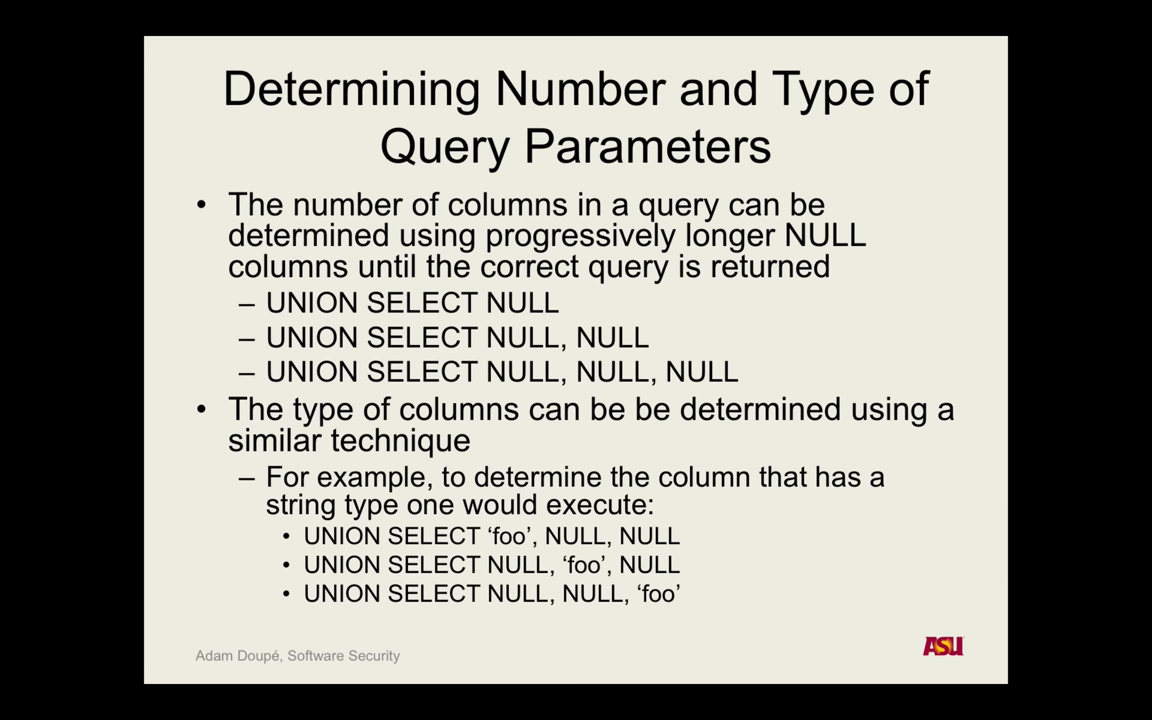 Determining Number and Type of
Query Parameters
• The number of columns in a query can be
determined using progressively longer NULL
columns until the correct query is returned
– UNION SELECT NULL
– UNION SELECT NULL, NULL
– UNION SELECT NULL, NULL, NULL
• The type of columns can be be determined using a
similar technique
– For example, to determine the column that has a
string type one would execute:
• UNION SELECT ‘foo’, NULL, NULL
• UNION SELECT NULL, ‘foo’, NULL
• UNION SELECT NULL, NULL, ‘foo’
Adam Doupé, Software Security
ASU